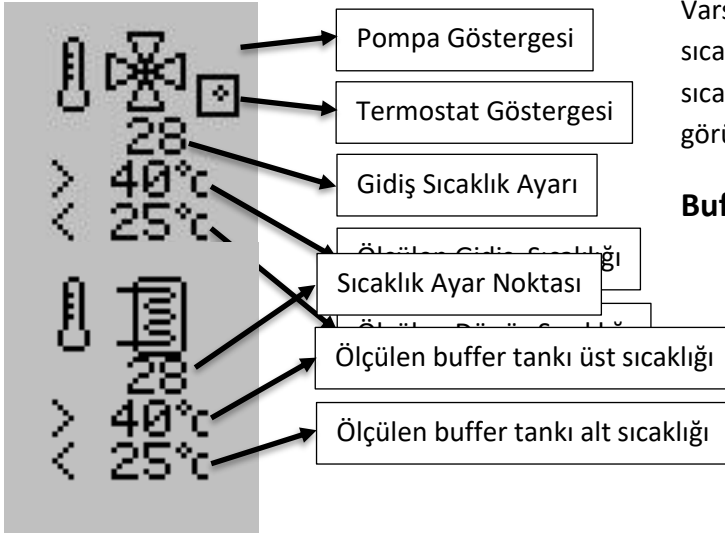 Pompa Göstergesi
Termostat Göstergesi
28
Gidiş Sıcaklık Ayarı
> 40°c
< 25°c
Sıcaklık Ayar Noktası
28
Ölçülen buffer tankı üst sıcaklığı
> 40°c
Ölçülen buffer tankı alt sıcaklığı
< 25°c
Vars
sıca
sıca
görü
Buf